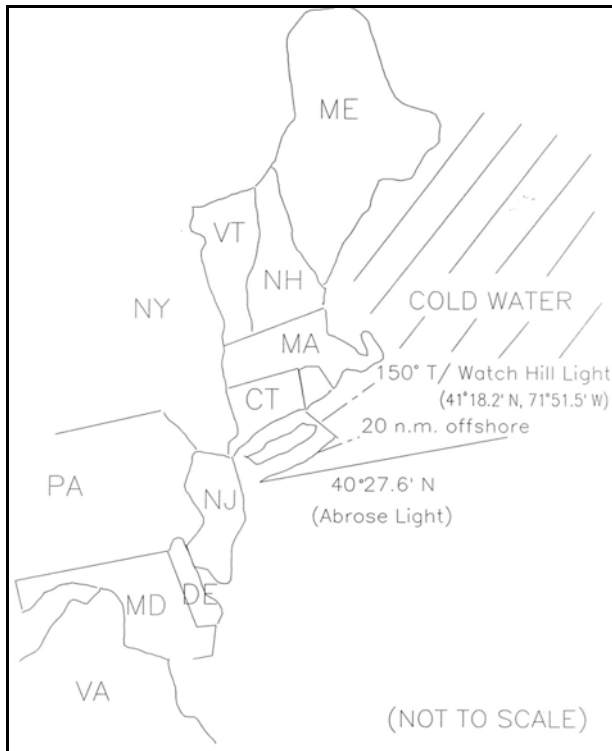 ME
VT
NH
NY
COLD WATER
MA
150° T/ Watch Hill Light
(41°18.2' N, 71°51.5' W)
CT
20 n.m. offshore
PA
NJ
40°27.6' N
(Abrose Light)
DE
MD
VA
(NOT TO SCALE)